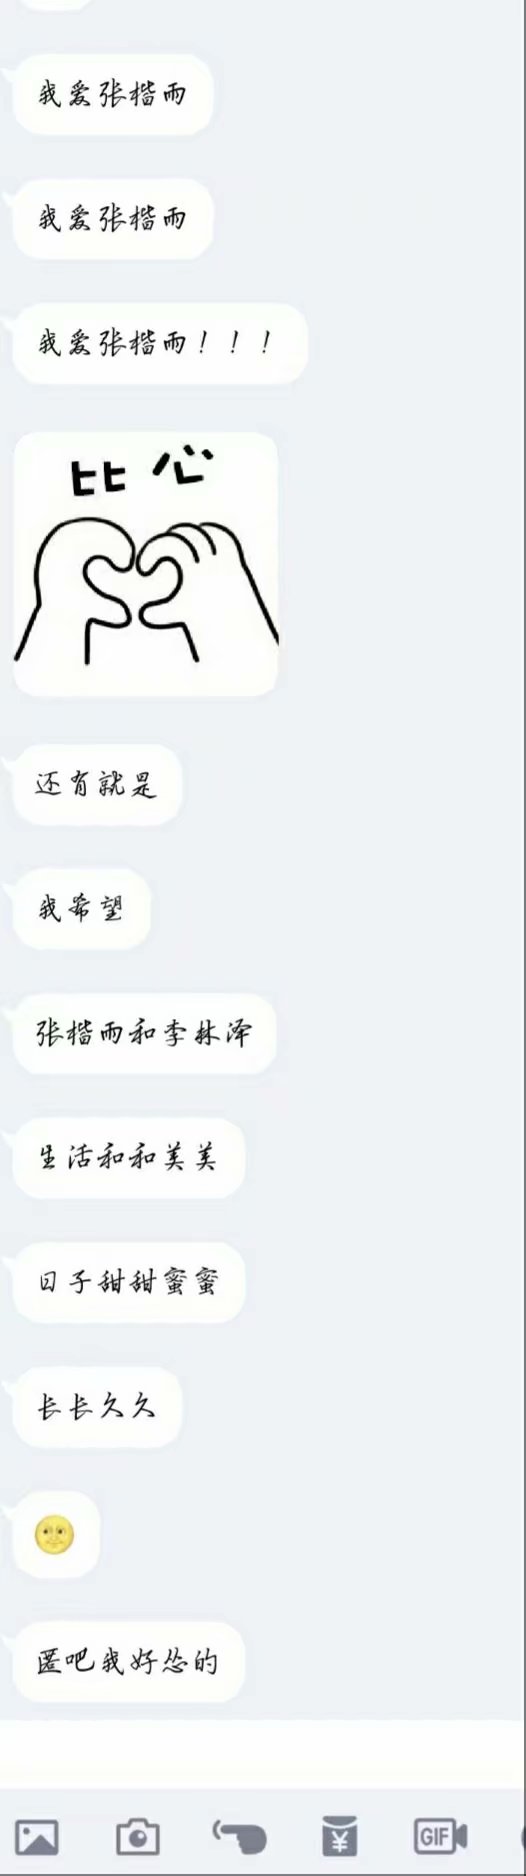 我爱张楷雨
我爱张楷雨
我爱张楷雨！！！
比心
还有就是
我希望
张楷雨和李林泽
生活和和美美
日子甜甜蜜蜜
长长久久
匿吧我好怂的
¥
GIF